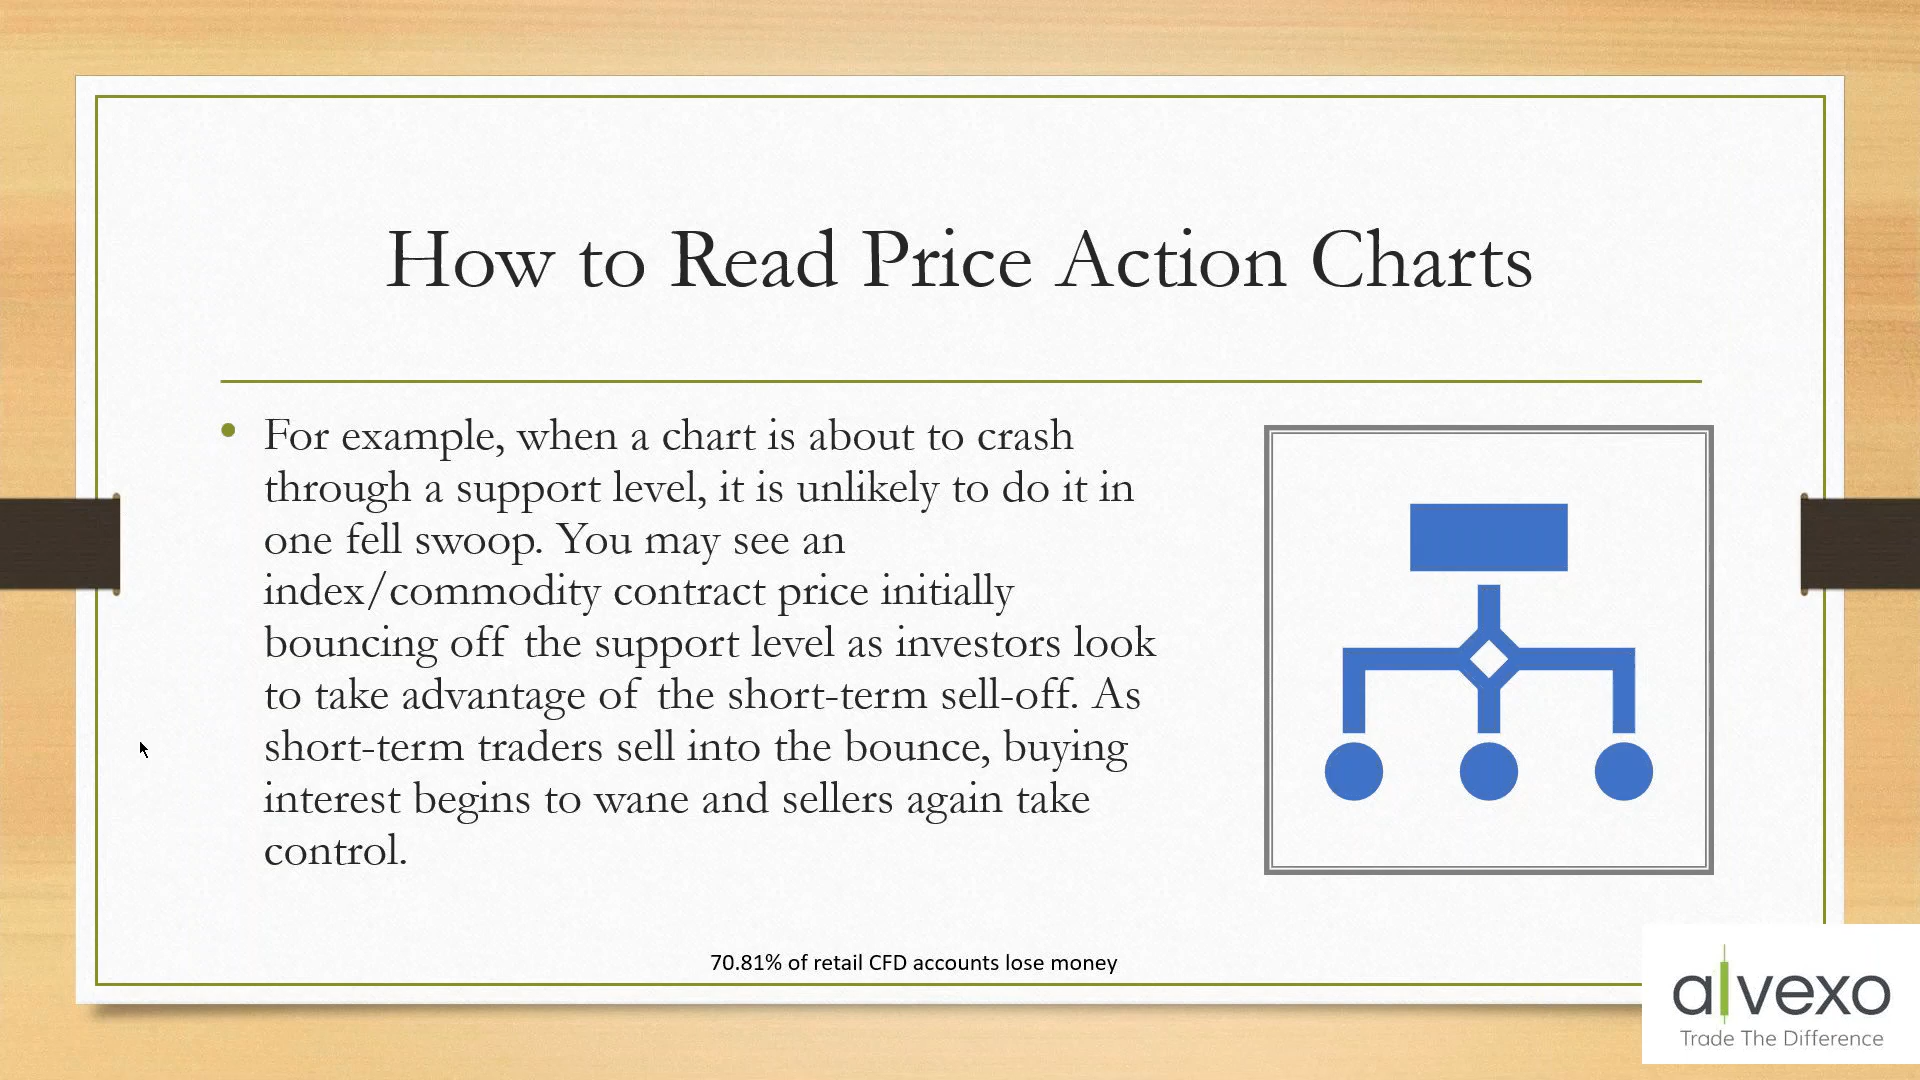 How to Read Price Action Charts
• For example, when a chart is about to crash
through a support level, it is unlikely to do it in
one fell swoop. You may see an
index/commodity contract price initially
bouncing off the support level as investors look
to take advantage of the short-term sell-off. As
short-term traders sell into the bounce, buying
interest begins to wane and sellers again take
control.
70.81% of retail CFD accounts lose money
alvexo
Trade The Difference